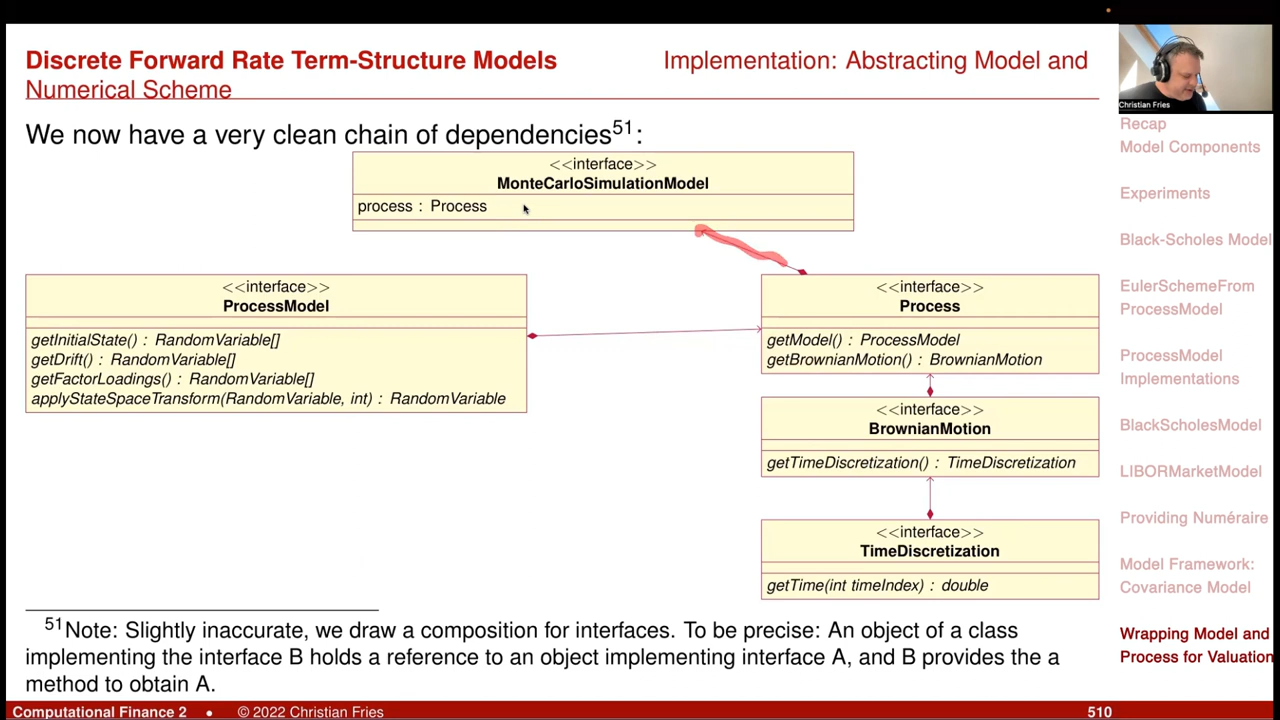 Discrete Forward Rate Term-Structure Models Implementation: Abstracting Model and
Numerical Scheme
Christian Fries
We now have a very clean chain of dependencies51:
<<interface>>
MonteCarloSimulationModel
process : Process
<<interface>>
ProcessModel
getInitialState() : RandomVariable[]
getDrift() : RandomVariable[]
getFactorLoadings() : RandomVariable[]
applyStateSpaceTransform(RandomVariable, int) : RandomVariable
<<interface>>
Process
getModel() : ProcessModel
getBrownianMotion() : BrownianMotion
<<interface>>
BrownianMotion
getTimeDiscretization() : TimeDiscretization
<<interface>>
TimeDiscretization
getTime(int timeIndex) : double
51Note: Slightly inaccurate, we draw a composition for interfaces. To be precise: An object of a class
implementing the interface B holds a reference to an object implementing interface A, and B provides the a
method to obtain A.
Recap
Model Components
Experiments
Black-Scholes Model
EulerSchemeFrom
ProcessModel
ProcessModel
Implementations
BlackScholesModel
LIBORMarketModel
Providing Numéraire
Model Framework:
Covariance Model
Wrapping Model and
Process for Valuation
Computational Finance 2 • © 2022 Christian Fries 510